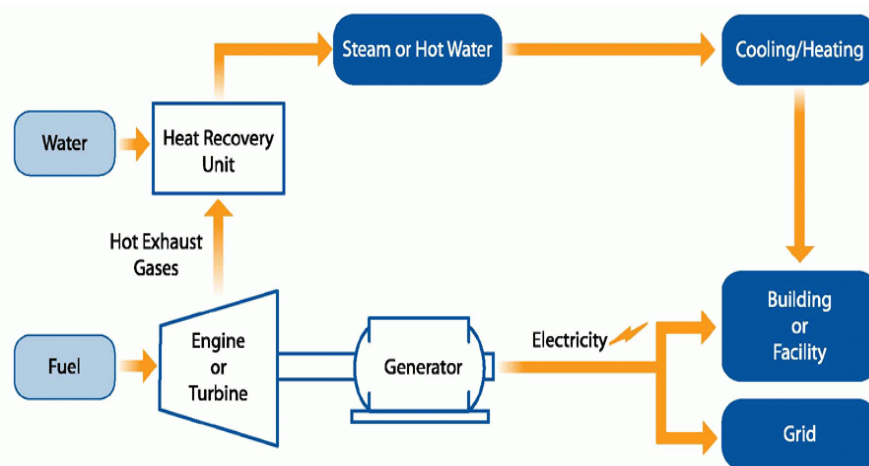 Steam or Hot Water
Cooling/Heating
Water
Heat Recovery
Unit
Hot Exhaust
Gases
Fuel
Engine
or
Turbine
Generator
Electricity
Building
or
Facility
Grid